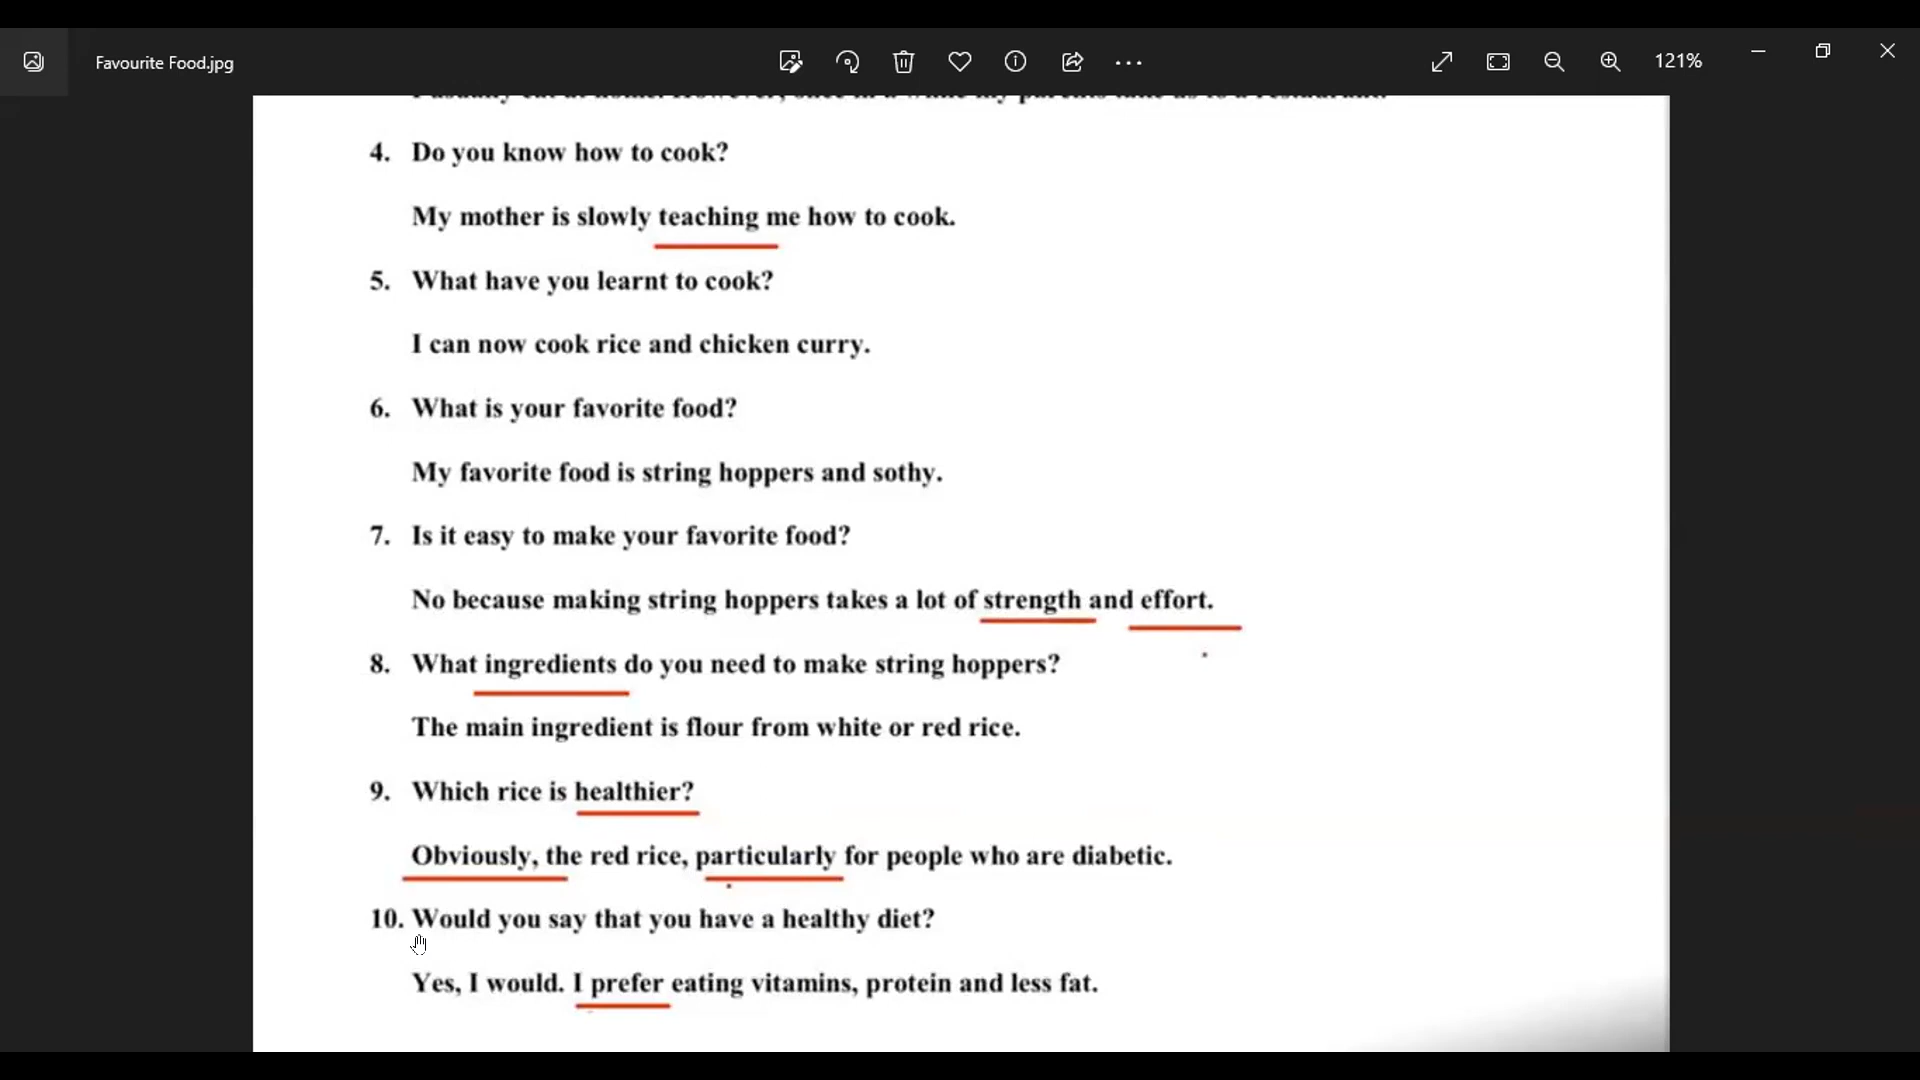 Favourite Food.jpg
121%
4. Do you know how to cook?
My mother is slowly teaching me how to cook.
5. What have you learnt to cook?
I can now cook rice and chicken curry.
6. What is your favorite food?
My favorite food is string hoppers and sothy.
7. Is it easy to make your favorite food?
No because making string hoppers takes a lot of strength and effort.
8. What ingredients do you need to make string hoppers?
The main ingredient is flour from white or red rice.
9. Which rice is healthier?
Obviously, the red rice, particularly for people who are diabetic.
10. Would you say that you have a healthy diet?
Yes, I would. I prefer eating vitamins, protein and less fat.